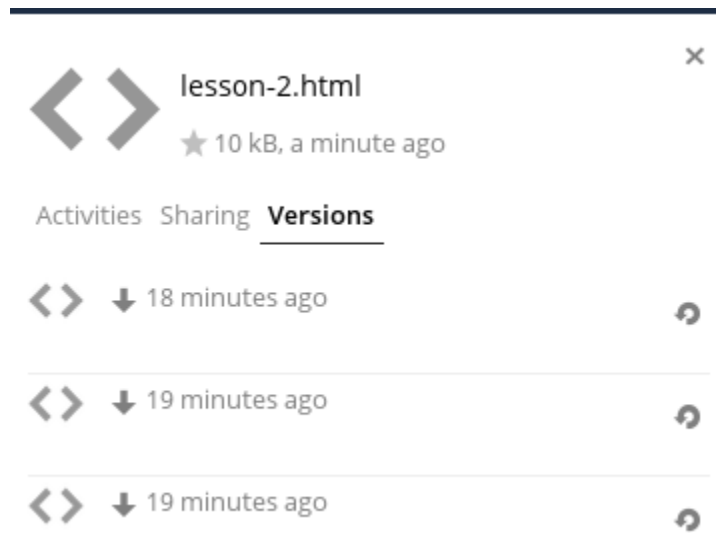 lesson-2.html
10 kB, a minute ago
Activities Sharing Versions
18 minutes ago
19 minutes ago
19 minutes ago